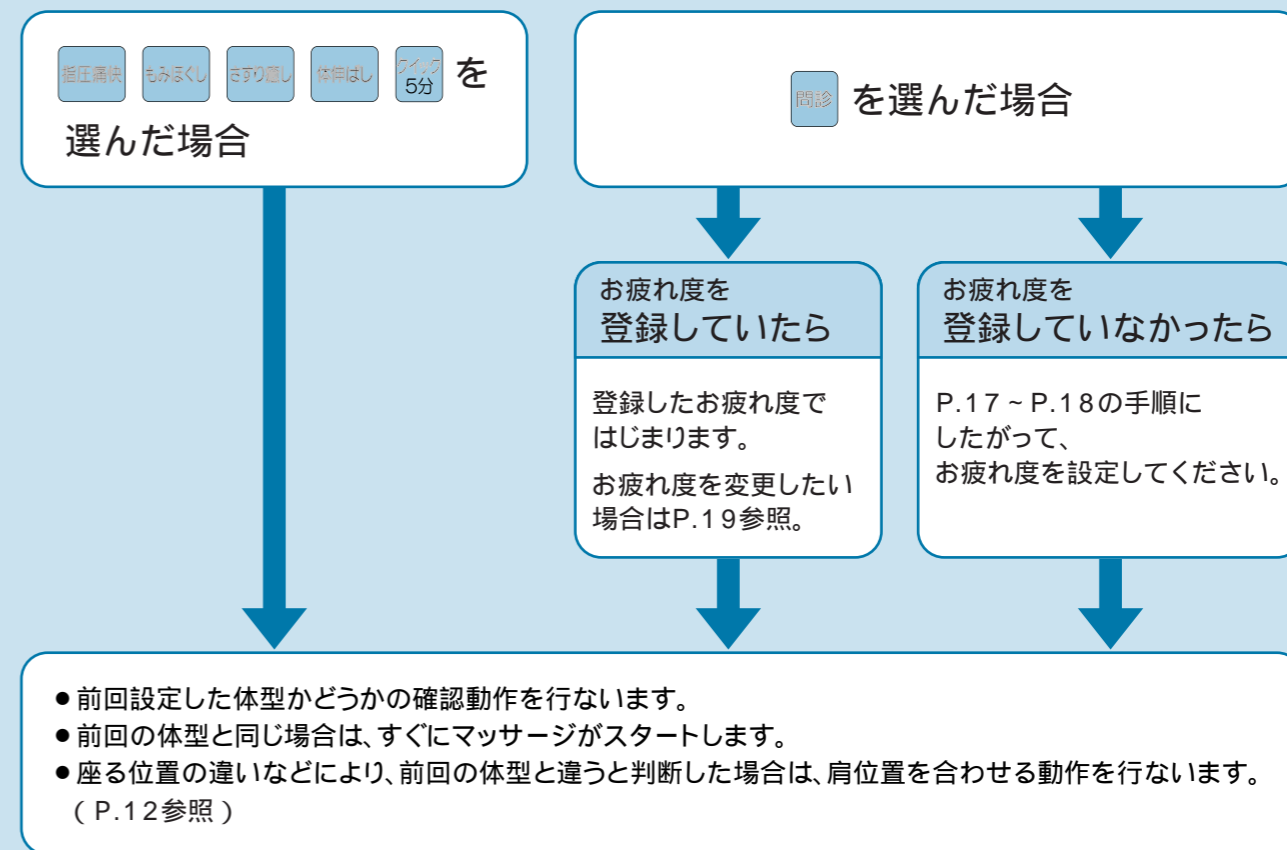 指圧痛快 もみほぐし さすり癒し 体伸ばし クイック 5分 を
選んだ場合
問診 を選んだ場合
お疲れ度を
登録していたら
登録したお疲れ度で
はじまります。
お疲れ度を変更したい
場合はP.19参照。
お疲れ度を
登録していなかったら
P.17~P.18の手順に
したがって、
お疲れ度を設定してください。
●前回設定した体型かどうかの確認動作を行ないます。
●前回の体型と同じ場合は、すぐにマッサージがスタートします。
●座る位置の違いなどにより、前回の体型と違うと判断した場合は、肩位置を合わせる動作を行ないます。
(P.12参照)